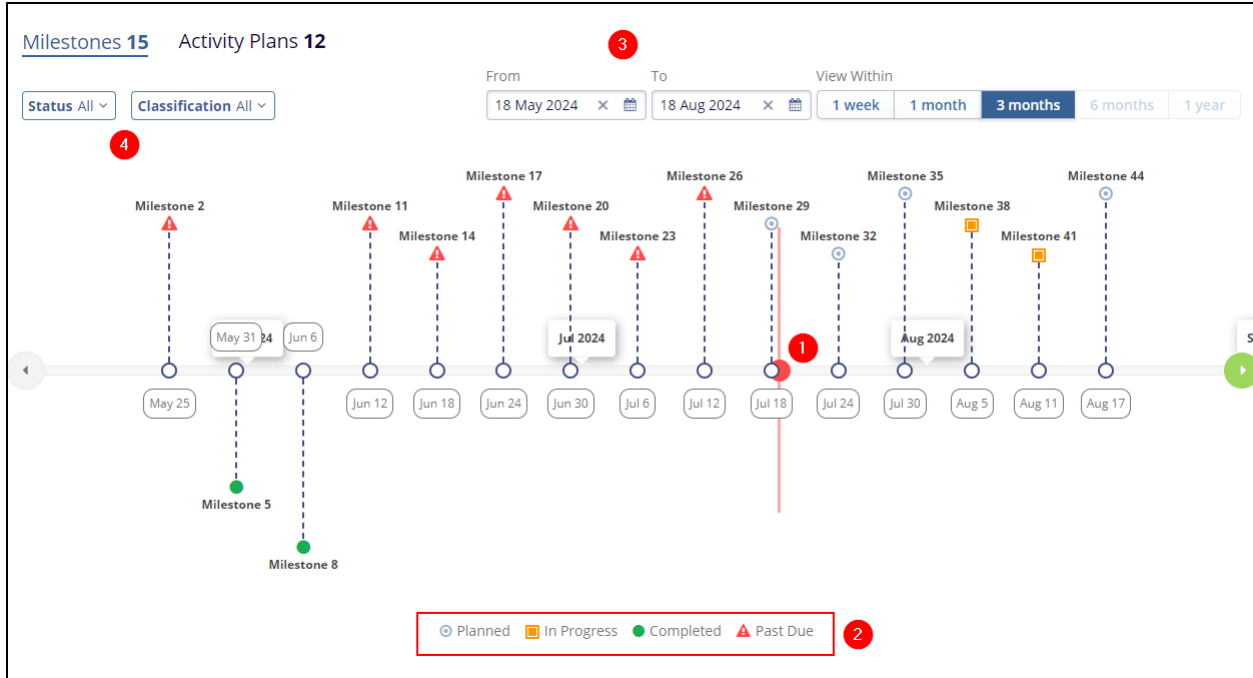 Milestones 15 Activity Plans 12
3
From To View Within
18 May 2024 18 Aug 2024 1 week 1 month 3 months 6 months 1 year
Status All Classification All
4
Milestone 17 Milestone 26 Milestone 35 Milestone 44
Milestone 2 Milestone 11 Milestone 20 Milestone 29 Milestone 38
Milestone 14 Milestone 23 Milestone 32 Milestone 41
May 31 24 Jun 6 Jul 2024 Aug 2024 S
1
May 25 Jun 12 Jun 18 Jun 24 Jun 30 Jul 6 Jul 12 Jul 18 Jul 24 Jul 30 Aug 5 Aug 11 Aug 17
Milestone 5
Milestone 8
Planned In Progress Completed Past Due 2